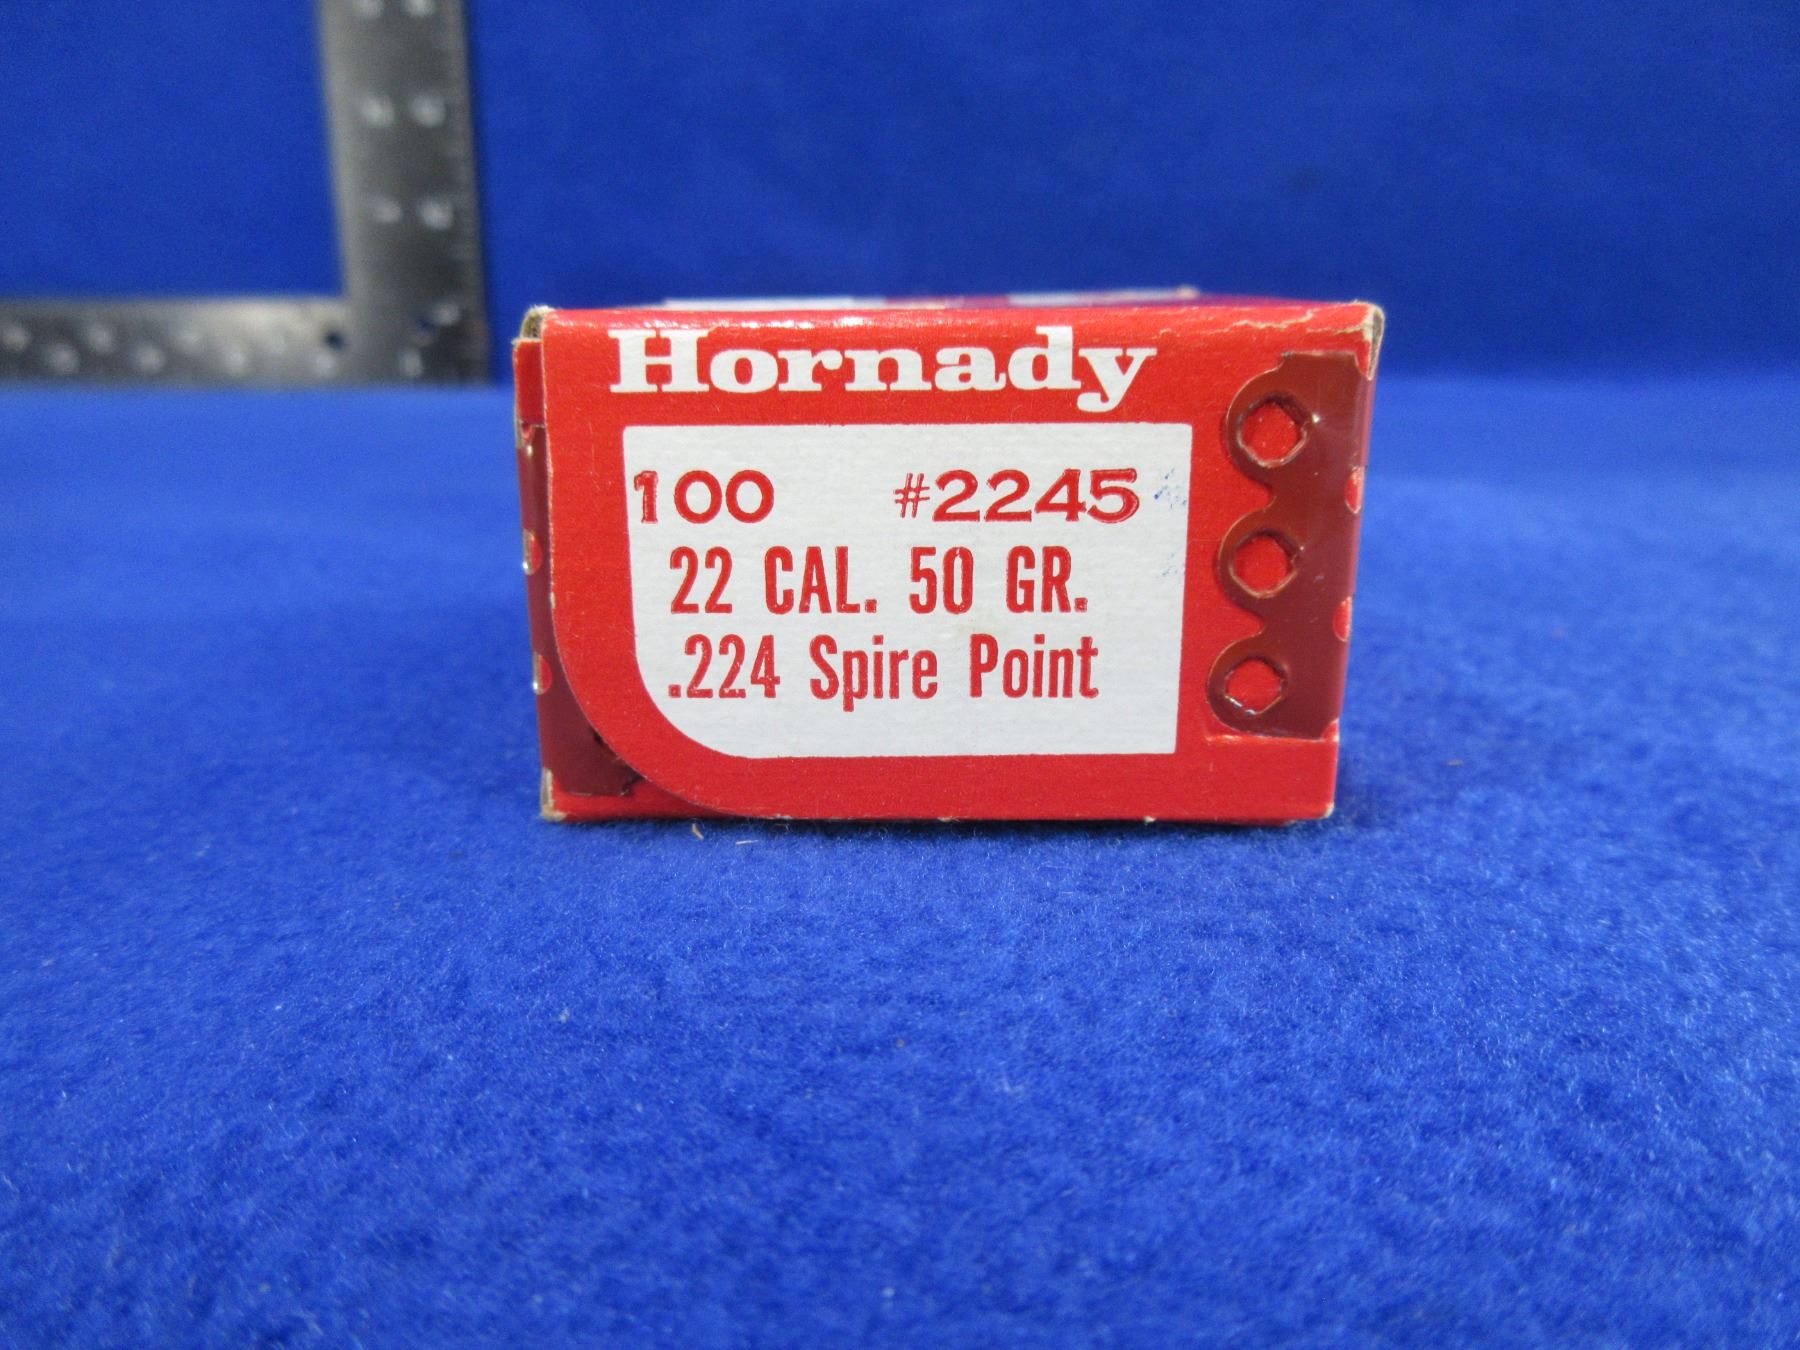 Hornady
100 #2245
22 CAL. 50 GR.
.224 Spire Point